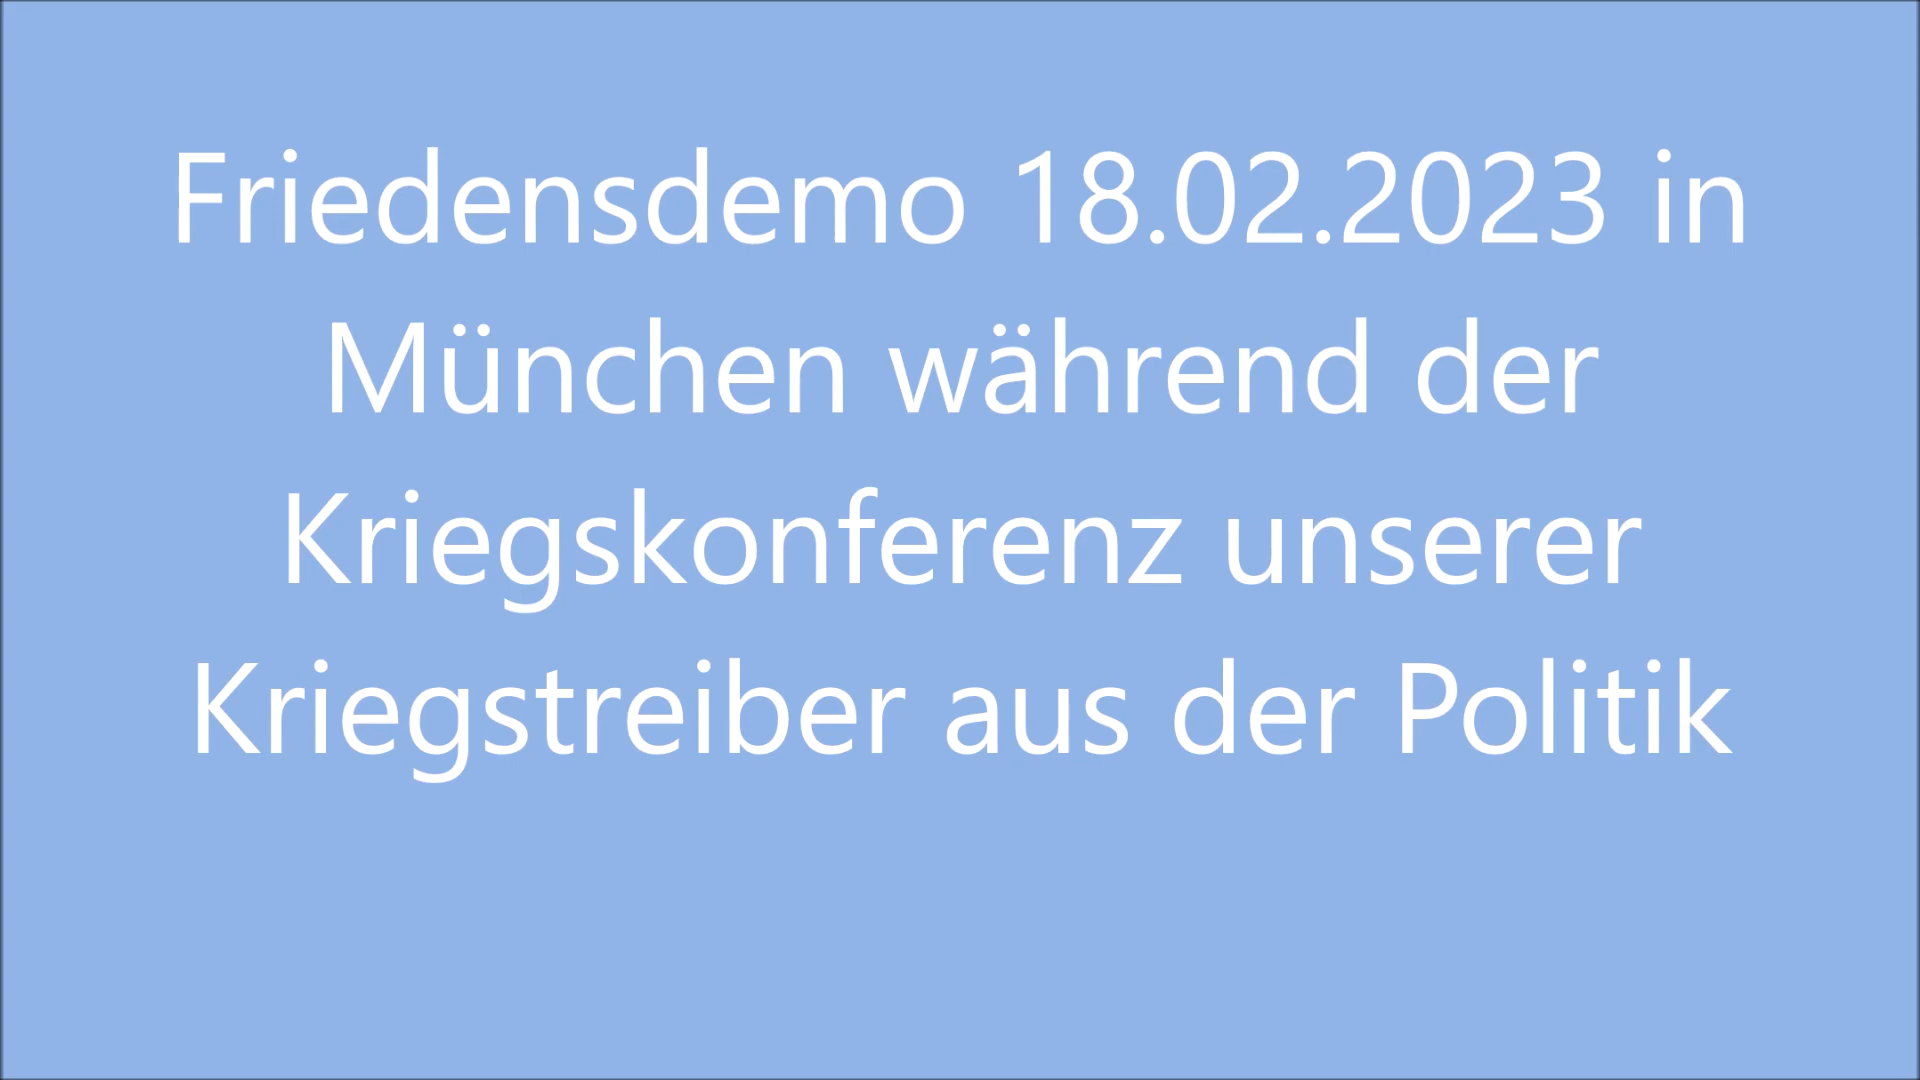 Friedensdemo 18.02.2023 in
München während der
Kriegskonferenz unserer
Kriegstreiber aus der Politik